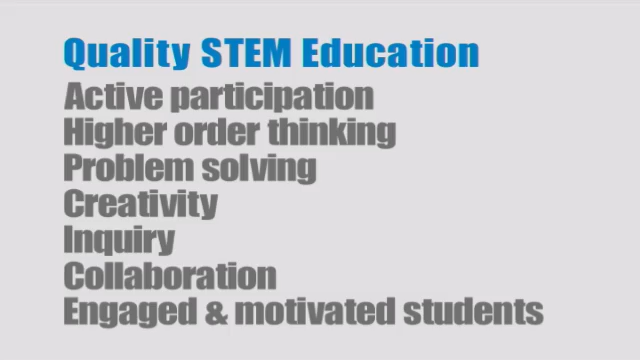 Quality STEM Education
Active participation
Higher order thinking
Problem solving
Creativity
Inquiry
Collaboration
Engaged & motivated students